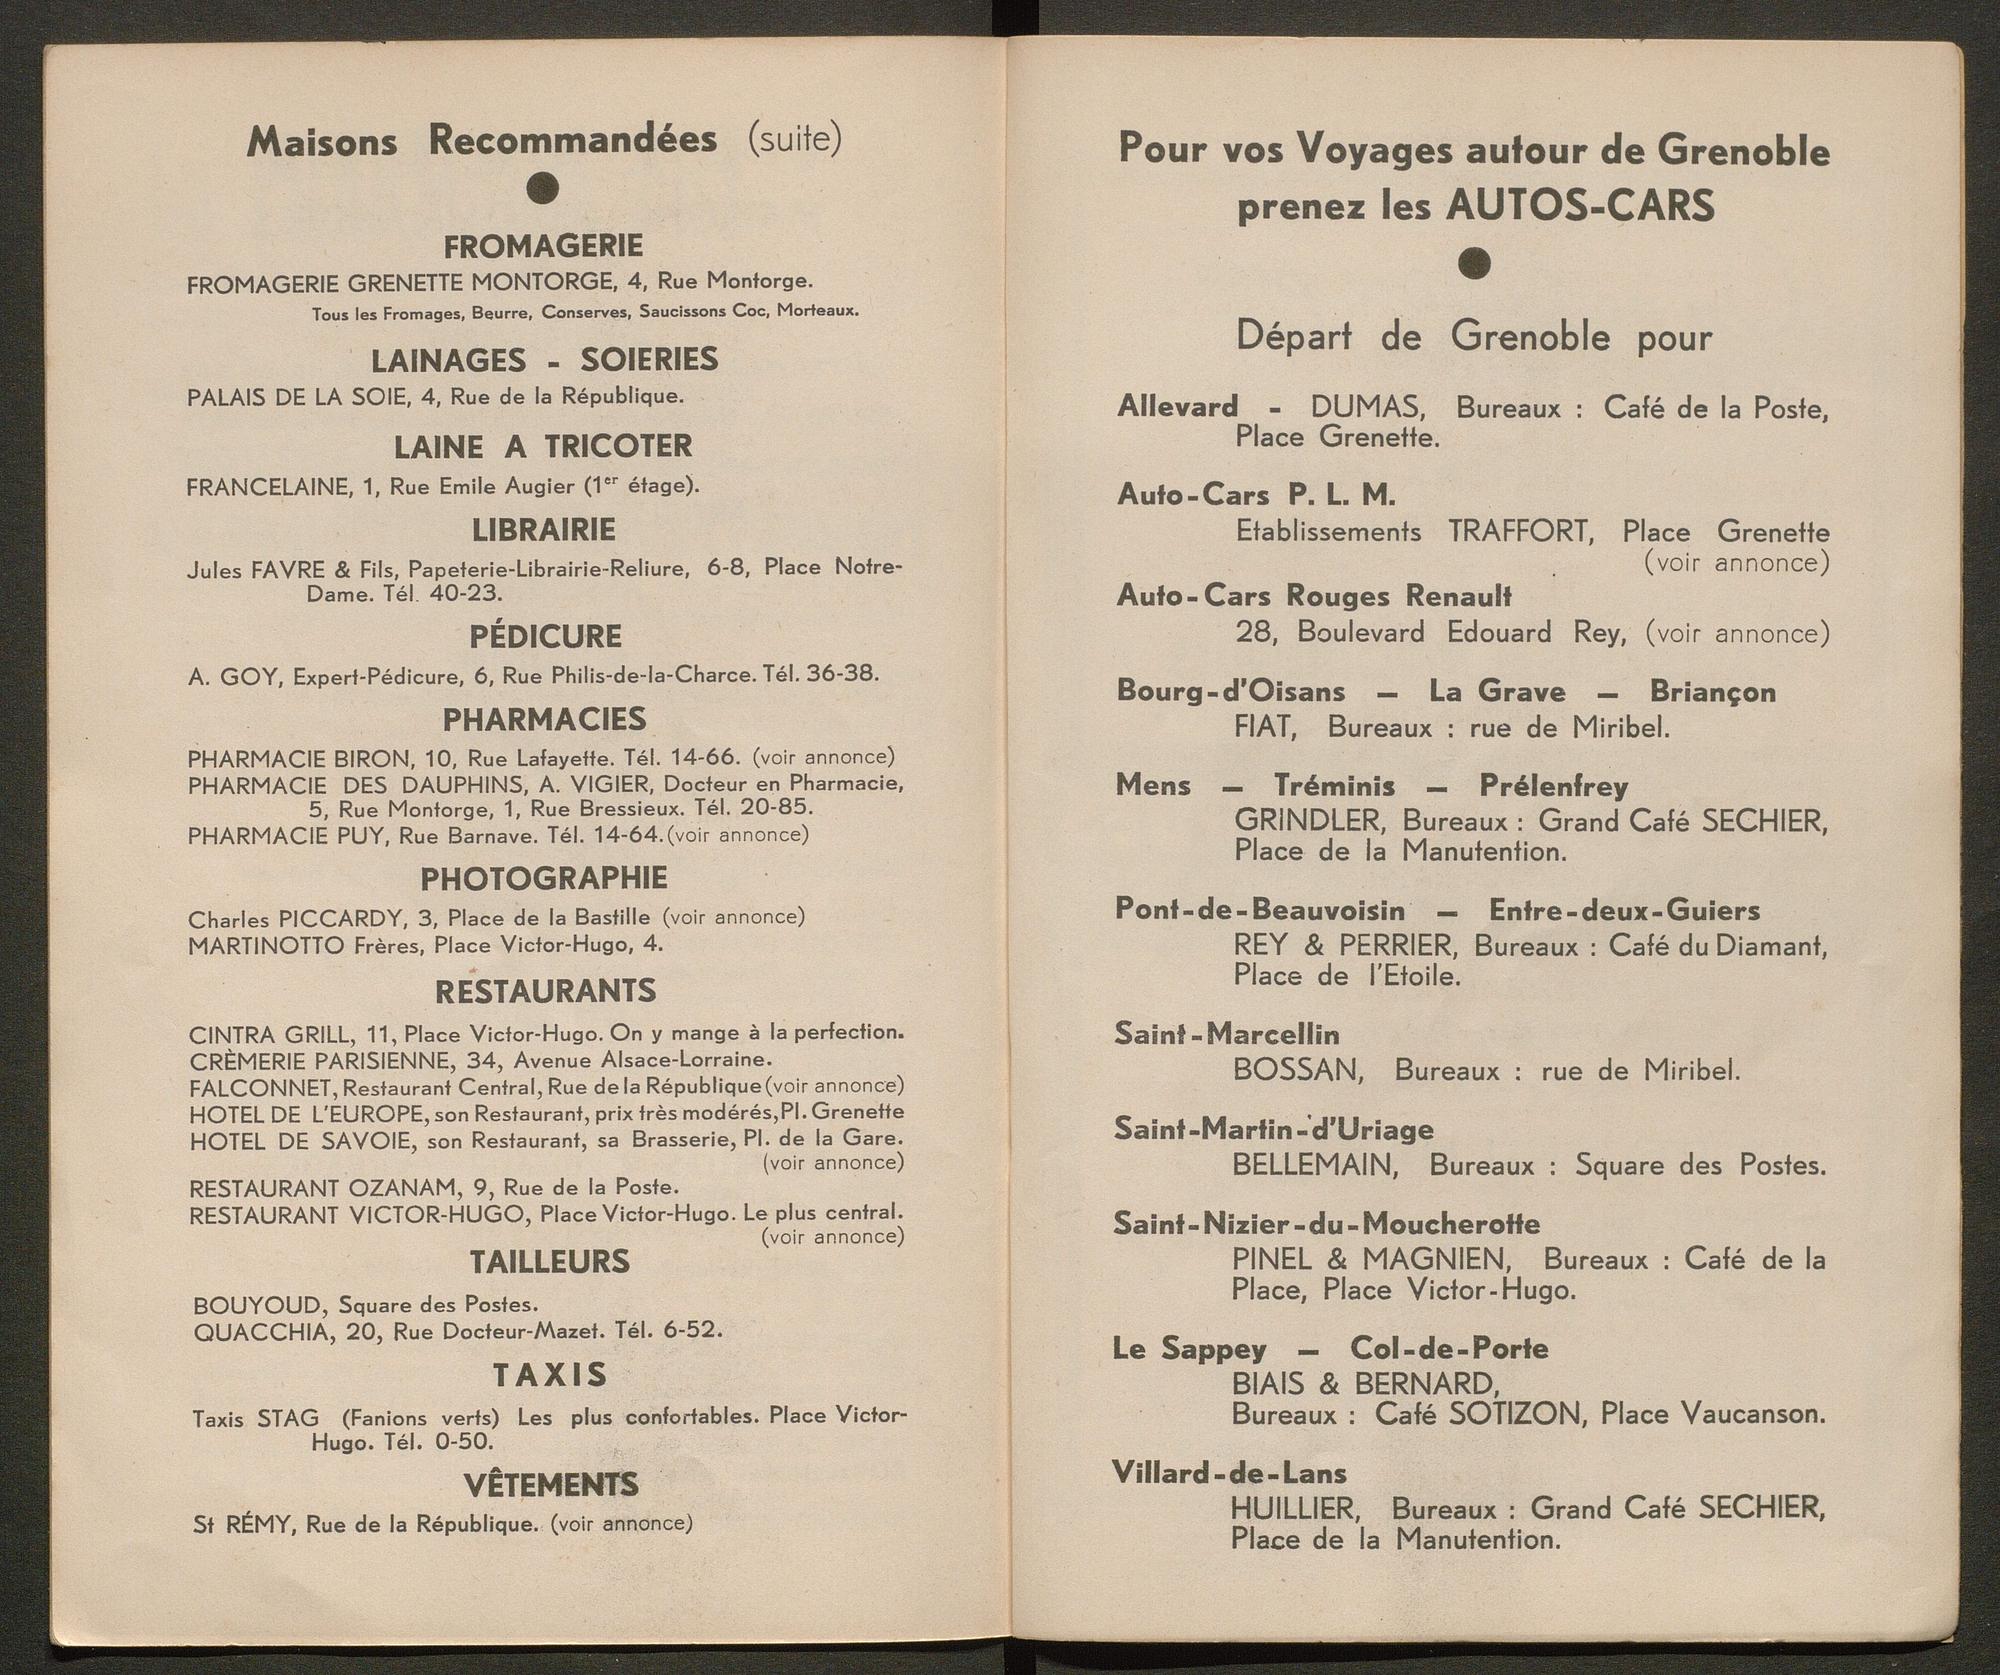 Maisons Recommandées (suite)
FROMAGERIE
FROMAGERIE GRENETTE MONTORGE, 4, Rue Montorge.
Tous les Fromages, Beurre, Conserves, Saucissons Coc, Morteaux.
LAINAGES - SOIERIES
PALAIS DE LA SOIE, 4, Rue de la République.
LAINE A TRICOTER
FRANCELAINE, 1, Rue Emile Augier (1er étage).
LIBRAIRIE
Jules FAVRE & Fils, Papeterie-Librairie-Reliure, 6-8, Place Notre-
Dame. Tél. 40-23.
PÉDICURE
A. GOY, Expert-Pédicure, 6, Rue Philis-de-la-Charce. Tél. 36-38.
PHARMACIES
PHARMACIE BIRON, 10, Rue Lafayette. Tél. 14-66. (voir annonce)
PHARMACIE DES DAUPHINS, A. VIGIER, Docteur en Pharmacie,
5, Rue Montorge, 1, Rue Bressieux. Tél. 20-85.
PHARMACIE PUY, Rue Barnave. Tél. 14-64. (voir annonce)
PHOTOGRAPHIE
Charles PICCARDY, 3, Place de la Bastille (voir annonce)
MARTINOTTO Frères, Place Victor-Hugo, 4.
RESTAURANTS
CINTRA GRILL, 11, Place Victor-Hugo. On y mange à la perfection.
CRÈMERIE PARISIENNE, 34, Avenue Alsace-Lorraine.
FALCONNET, Restaurant Central, Rue de la République (voir annonce)
HOTEL DE L'EUROPE, son Restaurant, prix très modérés, Pl. Grenette
HOTEL DE SAVOIE, son Restaurant, sa Brasserie, Pl. de la Gare.
(voir annonce)
RESTAURANT OZANAM, 9, Rue de la Poste.
RESTAURANT VICTOR-HUGO, Place Victor-Hugo. Le plus central.
(voir annonce)
TAILLEURS
BOUYOUD, Square des Postes.
QUACCHIA, 20, Rue Docteur-Mazet. Tél. 6-52.
TAXIS
Taxis STAG (Fanions verts) Les plus confortables. Place Victor-
Hugo. Tél. 0-50.
VÊTEMENTS
St RÉMY, Rue de la République. (voir annonce)
Pour vos Voyages autour de Grenoble
prenez les AUTOS-CARS
Départ de Grenoble pour
Allevard - DUMAS, Bureaux : Café de la Poste,
Place Grenette.
Auto-Cars P. L. M.
Etablissements TRAFFORT, Place Grenette
(voir annonce)
Auto-Cars Rouges Renault
28, Boulevard Edouard Rey, (voir annonce)
Bourg-d'Oisans — La Grave — Briançon
FIAT, Bureaux : rue de Miribel.
Mens — Tréminis — Prélenfrey
GRINDLER, Bureaux : Grand Café SECHIER,
Place de la Manutention.
Pont-de-Beauvoisin — Entre-deux-Guiers
REY & PERRIER, Bureaux : Café du Diamant,
Place de l'Etoile.
Saint-Marcellin
BOSSAN, Bureaux : rue de Miribel.
Saint-Martin-d'Uriage
BELLEMAIN, Bureaux : Square des Postes.
Saint-Nizier-du-Moucherotte
PINEL & MAGNIEN, Bureaux : Café de la
Place, Place Victor-Hugo.
Le Sappey — Col-de-Porte
BIAIS & BERNARD,
Bureaux : Café SOTIZON, Place Vaucanson.
Villard-de-Lans
HUILLIER, Bureaux : Grand Café SECHIER,
Place de la Manutention.